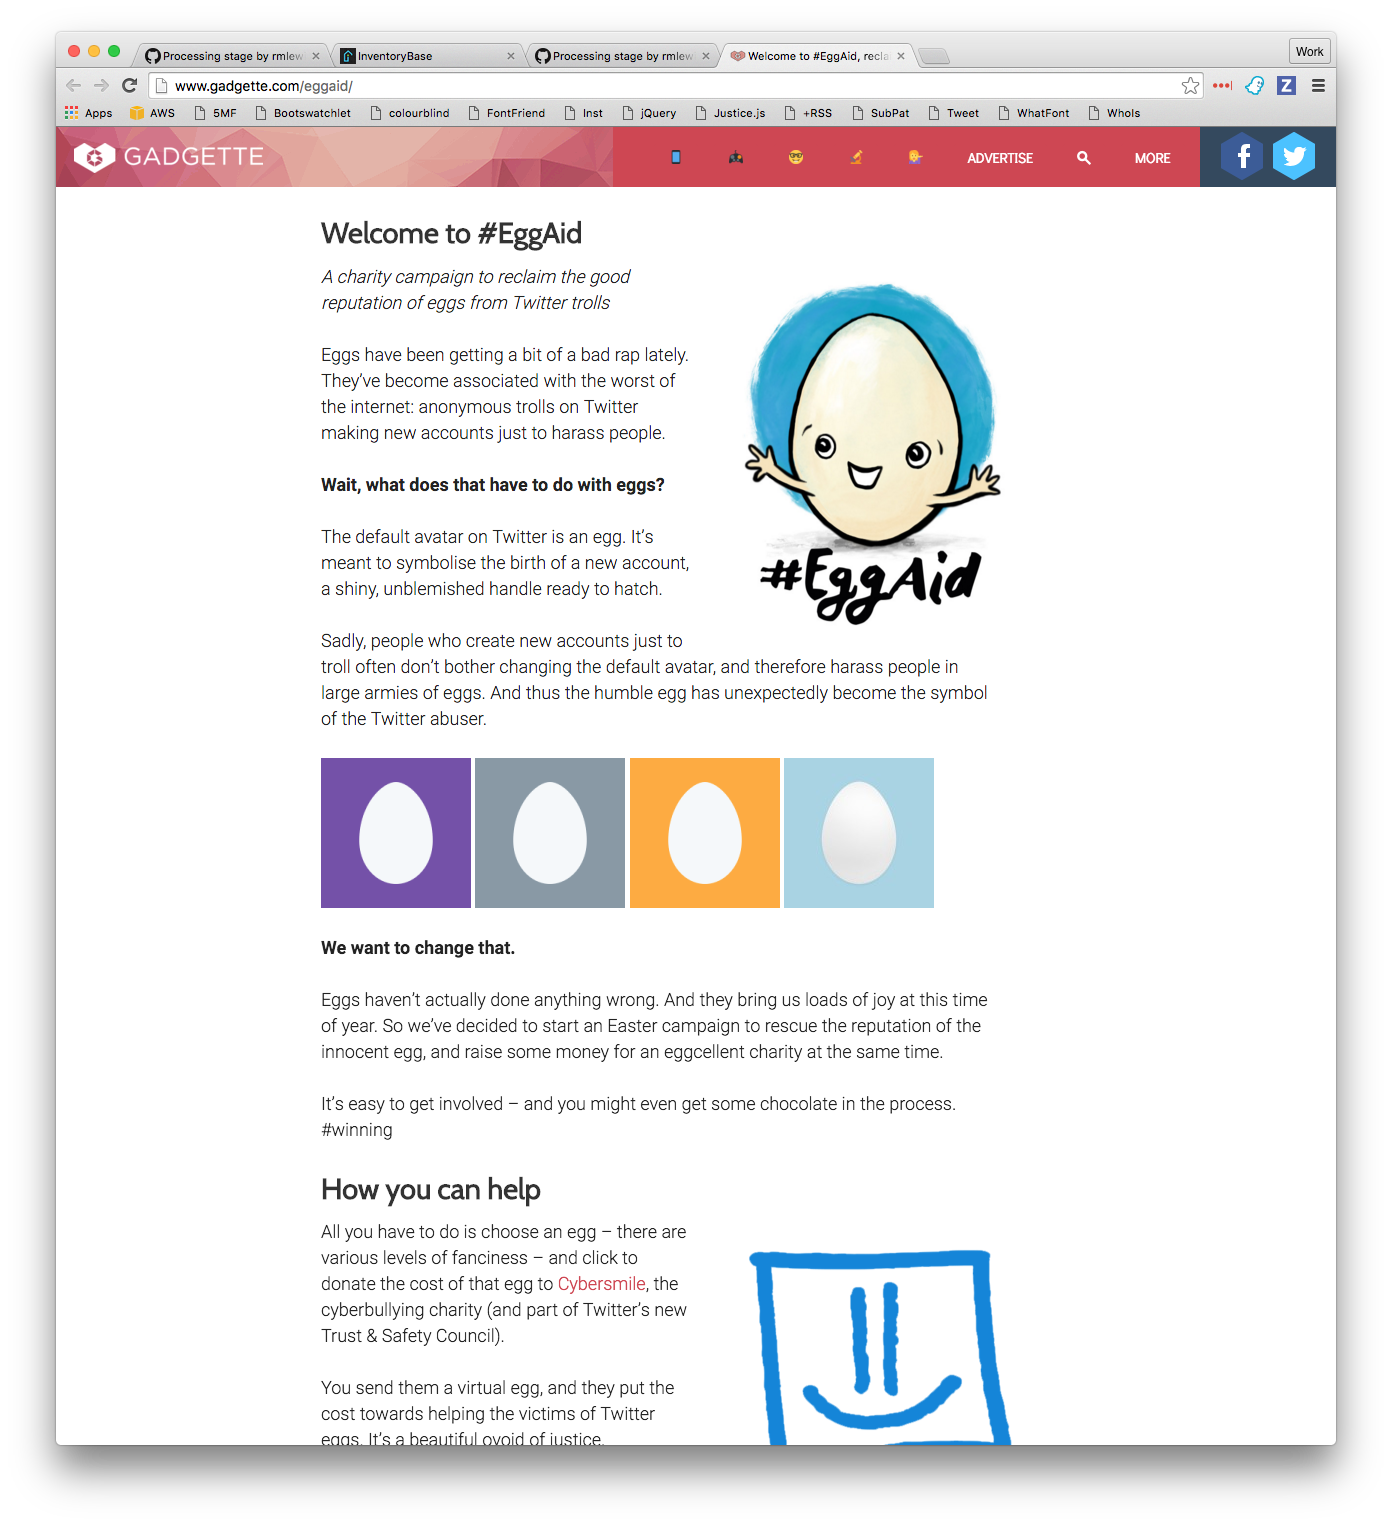 Processing stage by rmlew
InventoryBase
Processing stage by rmlew
Welcome to #EggAid, recla
Work
www.gadgette.com/eggaid/
Z
Apps
AWS
5MF
Bootswatchlet
colourblind
FontFriend
Inst
jQuery
Justice.js
+RSS
SubPat
Tweet
WhatFont
WhoIs
GADGETTE
ADVERTISE
MORE
Welcome to #EggAid
A charity campaign to reclaim the good
reputation of eggs from Twitter trolls
Eggs have been getting a bit of a bad rap lately.
They’ve become associated with the worst of
the internet: anonymous trolls on Twitter
making new accounts just to harass people.
Wait, what does that have to do with eggs?
The default avatar on Twitter is an egg. It’s
meant to symbolise the birth of a new account,
a shiny, unblemished handle ready to hatch.
#EggAid
Sadly, people who create new accounts just to
troll often don’t bother changing the default avatar, and therefore harass people in
large armies of eggs. And thus the humble egg has unexpectedly become the symbol
of the Twitter abuser.
We want to change that.
Eggs haven’t actually done anything wrong. And they bring us loads of joy at this time
of year. So we’ve decided to start an Easter campaign to rescue the reputation of the
innocent egg, and raise some money for an eggcellent charity at the same time.
It’s easy to get involved – and you might even get some chocolate in the process.
#winning
How you can help
All you have to do is choose an egg – there are
various levels of fanciness – and click to
donate the cost of that egg to Cybersmile, the
cyberbullying charity (and part of Twitter’s new
Trust & Safety Council).
You send them a virtual egg, and they put the
cost towards helping the victims of Twitter
eggs. It’s a beautiful ovoid of justice.